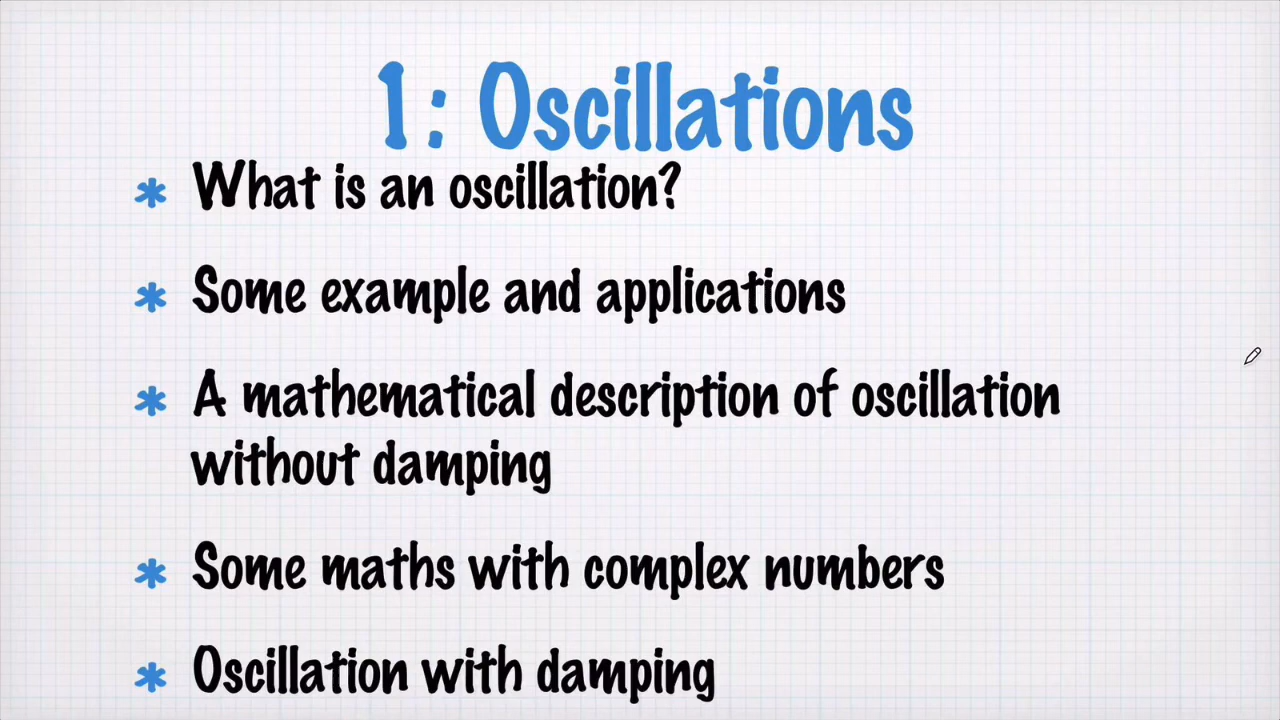 1: Oscillations
* What is an oscillation?
* Some example and applications
* A mathematical description of oscillation
without damping
* Some maths with complex numbers
* Oscillation with damping